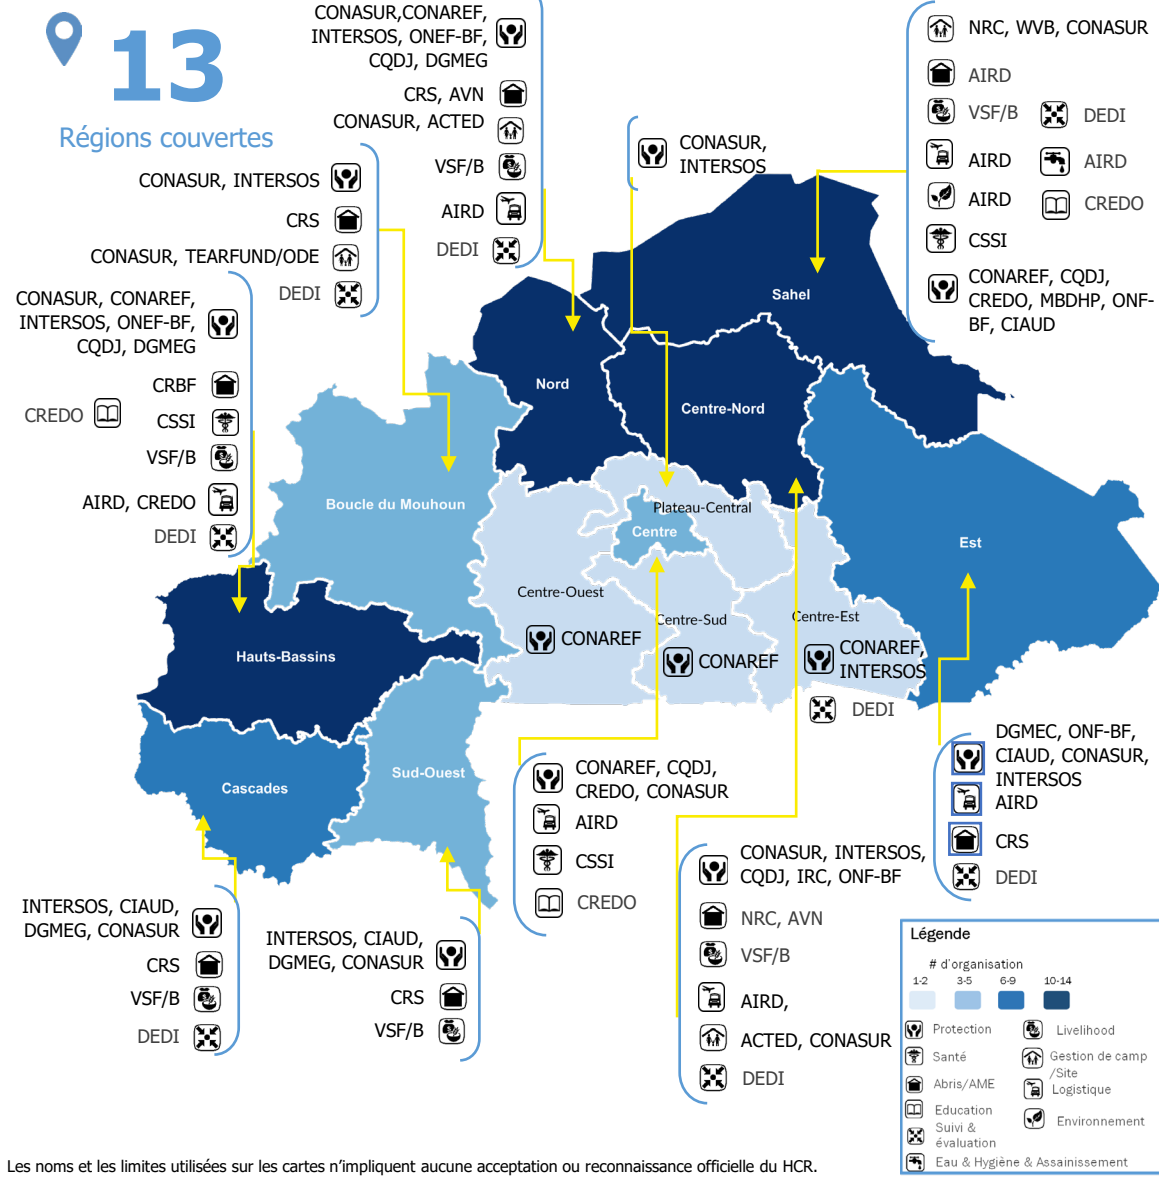 13
Régions couvertes
CONASUR,CONAREF,
INTERSOS, ONEF-BF,
CQDJ, DGMEG
CRS, AVN
CONASUR, ACTED
VSF/B
AIRD
DEDI
CONASUR,
INTERSOS
NRC, WVB, CONASUR
AIRD
VSF/B
DEDI
AIRD
AIRD
AIRD
CREDO
CSSI
CONAREF, CQDJ,
CREDO, MBDHP, ONF-
BF, CIAUD
CONASUR, INTERSOS
CRS
CONASUR, TEARFUND/ODE
DEDI
CONASUR, CONAREF,
INTERSOS, ONEF-BF,
CQDJ, DGMEG
CRBF
CREDO
CSSI
VSF/B
AIRD, CREDO
DEDI
Sahel
Nord
Centre-Nord
Boucle du Mouhoun
Plateau-Central
Centre
Est
Centre-Ouest
CONAREF
Centre-Sud
CONAREF
Centre-Est
CONAREF,
INTERSOS
DEDI
Hauts-Bassins
Cascades
Sud-Ouest
DGMEC, ONF-BF,
CIAUD, CONASUR,
INTERSOS
AIRD
CRS
DEDI
CONAREF, CQDJ,
CREDO, CONASUR
AIRD
CSSI
CREDO
CONASUR, INTERSOS,
CQDJ, IRC, ONF-BF
NRC, AVN
VSF/B
AIRD,
ACTED, CONASUR
DEDI
INTERSOS, CIAUD,
DGMEG, CONASUR
CRS
VSF/B
DEDI
INTERSOS, CIAUD,
DGMEG, CONASUR
CRS
VSF/B
Légende
# d'organisation
1-2 3-5 6-9 10-14
Protection
Livelihood
Santé
Gestion de camp
/Site
Abris/AME
Logistique
Education
Environnement
Suivi &
évaluation
Eau & Hygiène & Assainissement
Les noms et les limites utilisées sur les cartes n'impliquent aucune acceptation ou reconnaissance officielle du HCR.